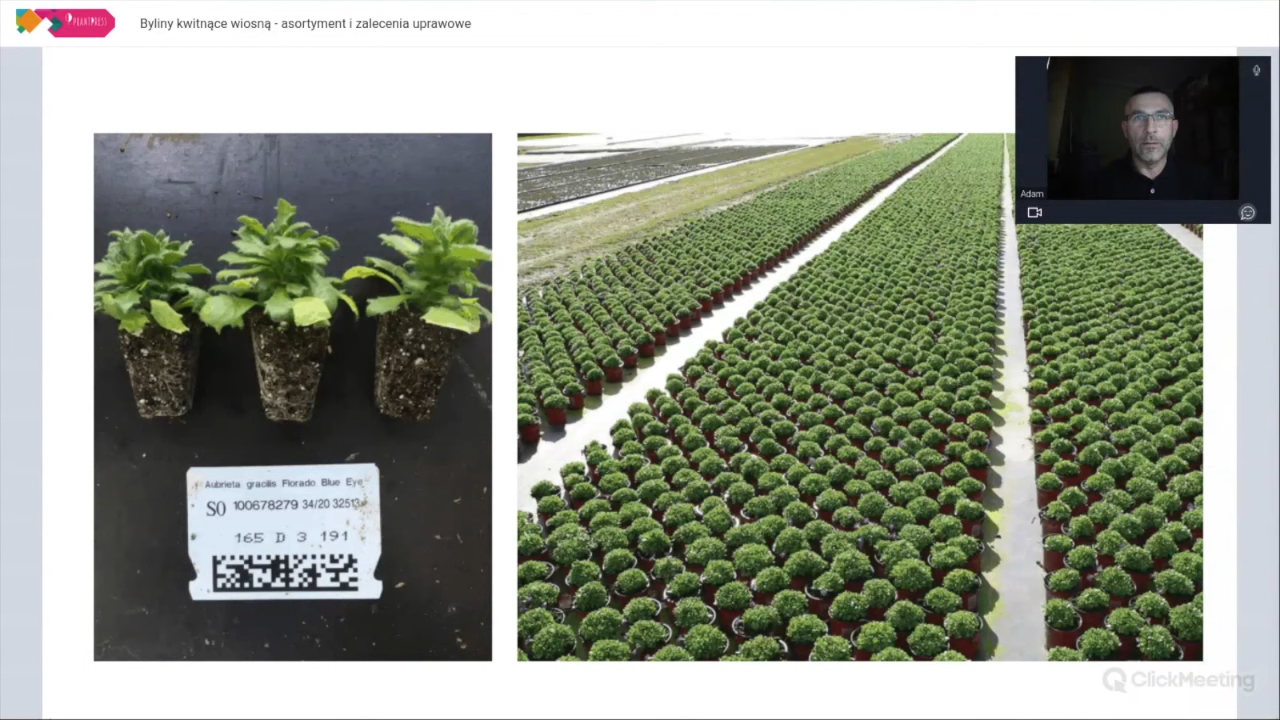 PLANTPRESS
Byliny kwitnące wiosną - asortyment i zalecenia uprawowe
Adam
Aubrieta gracilis Florado Blue Eye
S0 100678279 34/20 32513
165 D 3 191
ClickMeeting